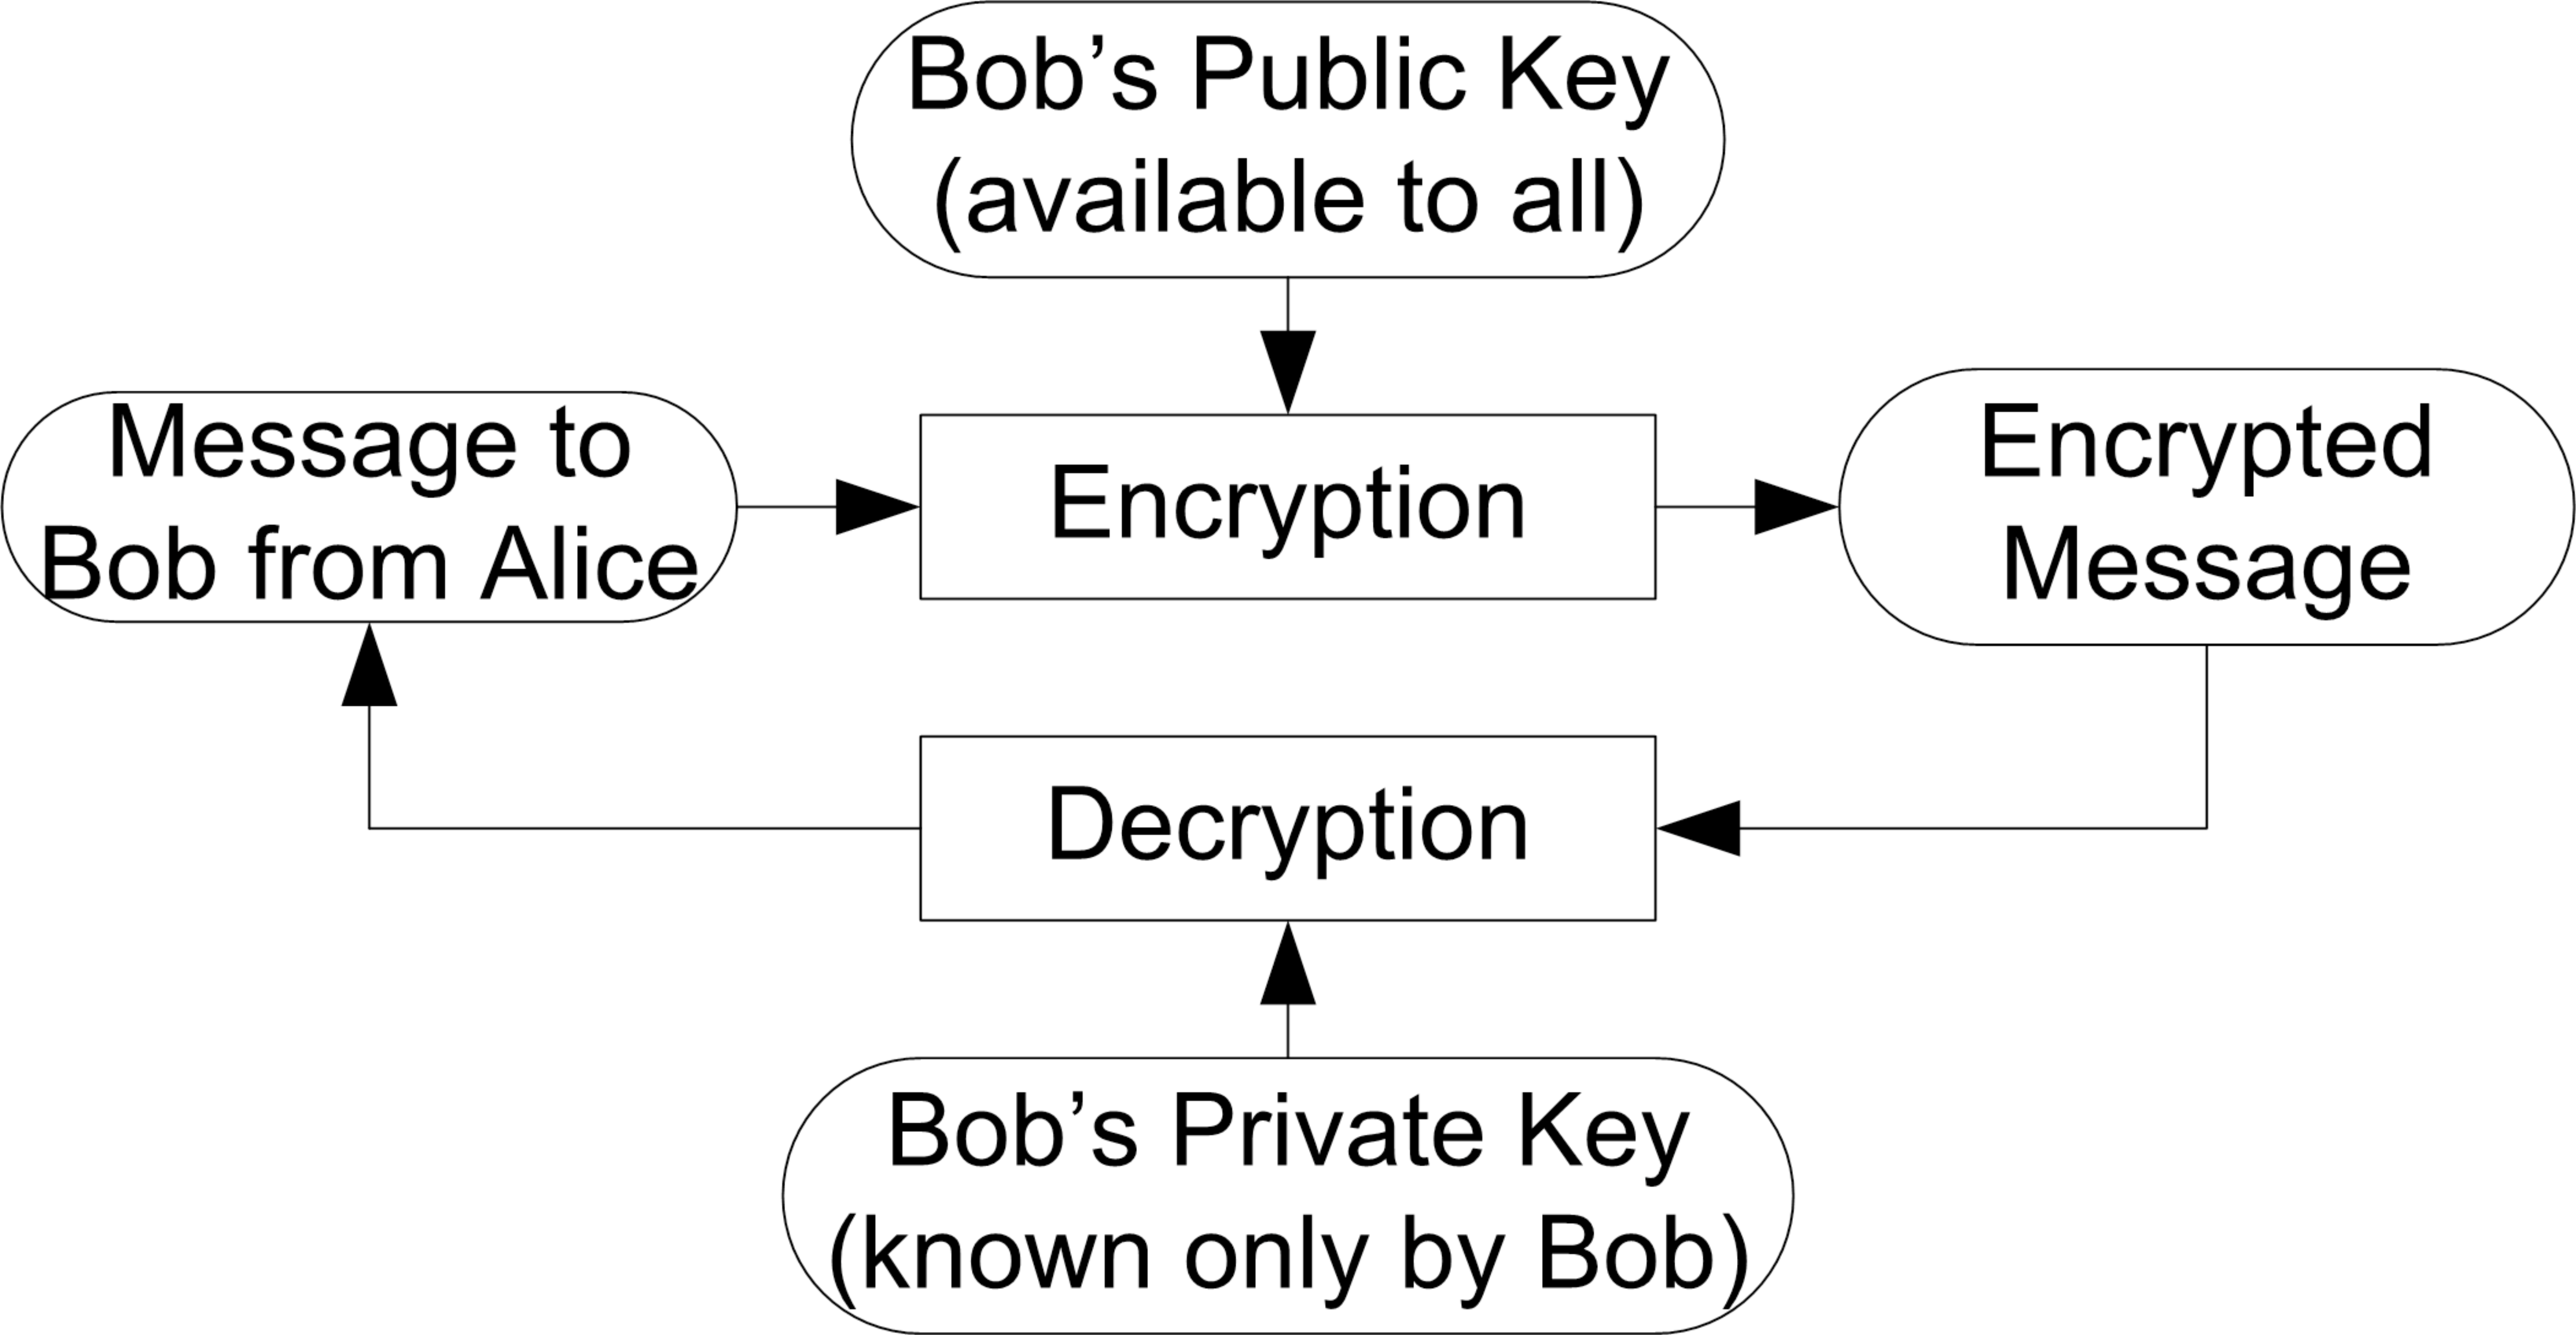 Bob’s Public Key
(available to all)
Message to
Bob from Alice
Encryption
Encrypted
Message
Decryption
Bob’s Private Key
(known only by Bob)